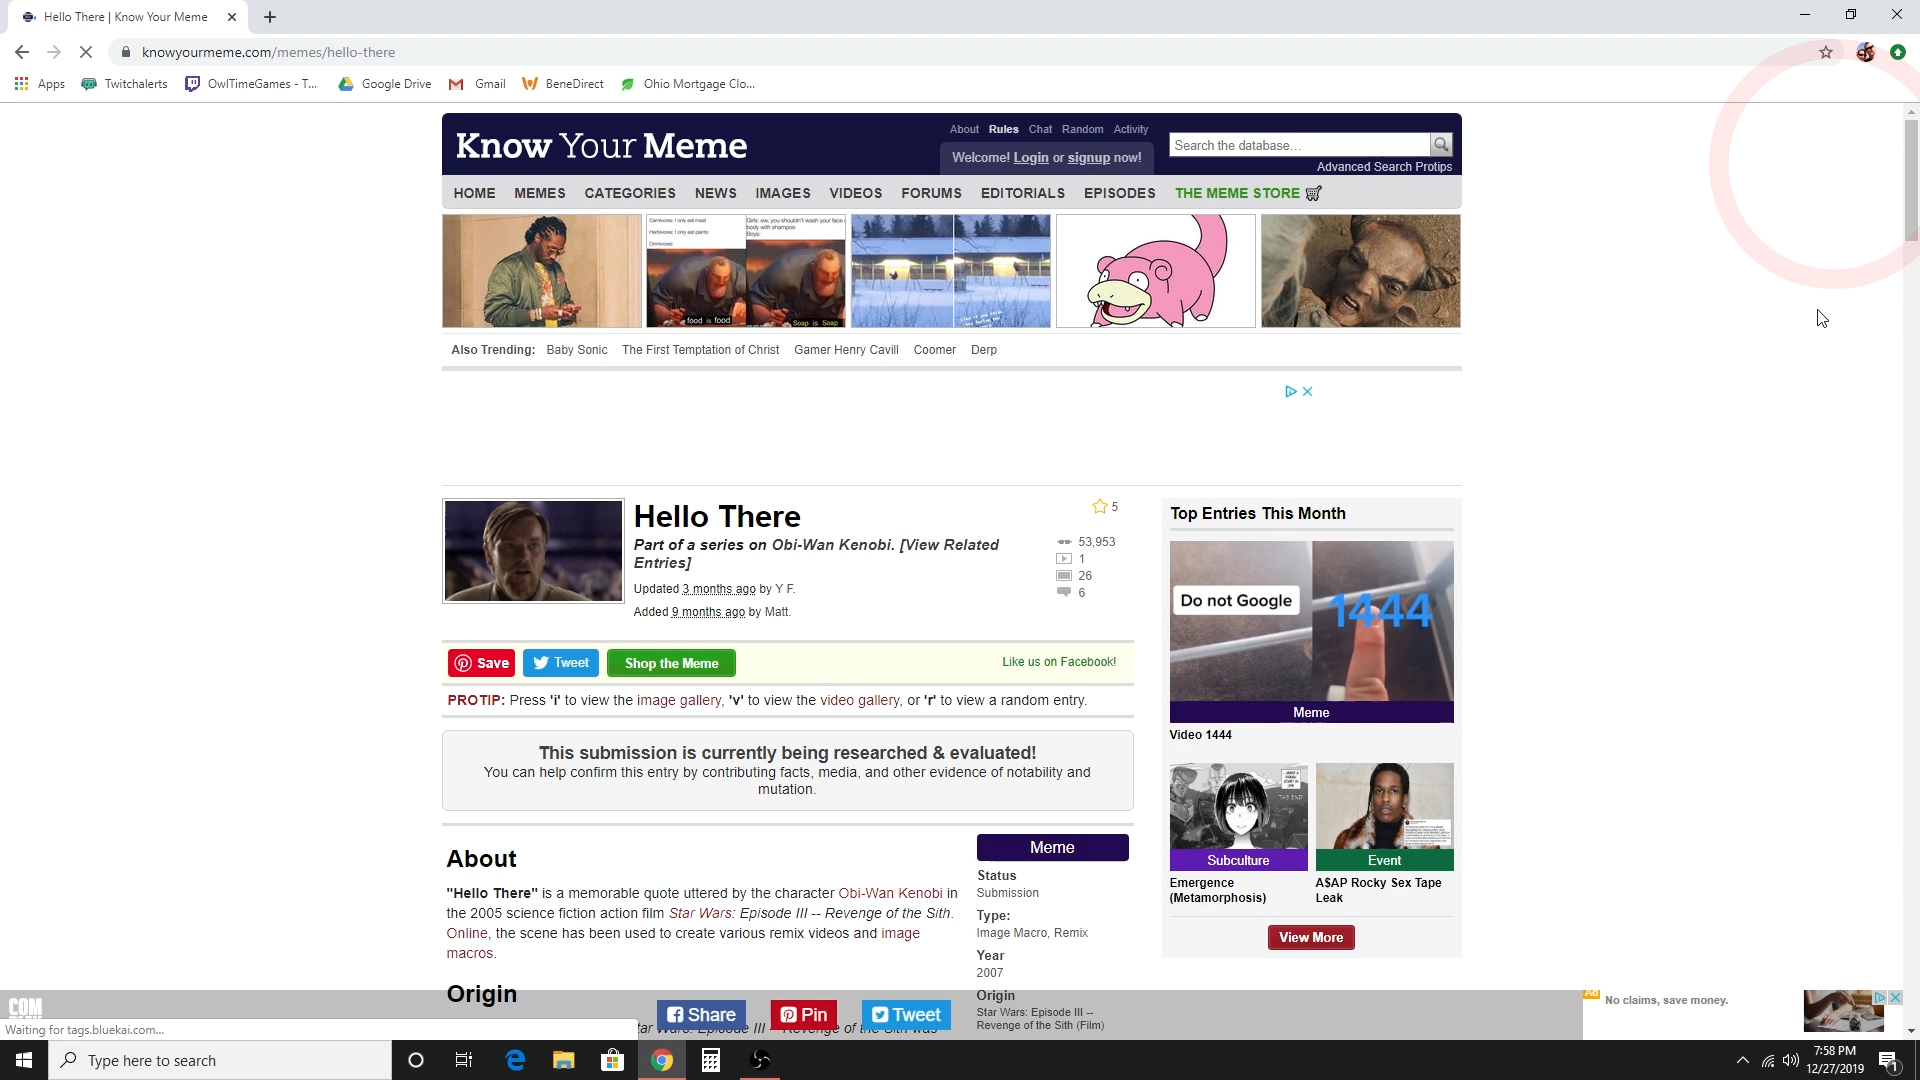 Hello There | Know Your Meme
knowyourmeme.com/memes/hello-there
Apps Twitchalerts OwlTimeGames - T... Google Drive Gmail BeneDirect Ohio Mortgage Clo...
Know Your Meme
About Rules Chat Random Activity
Welcome! Login or signup now!
Search the database...
Advanced Search Protips
HOME MEMES CATEGORIES NEWS IMAGES VIDEOS FORUMS EDITORIALS EPISODES THE MEME STORE
Carnivores: I only eat meat
Herbivores: I only eat plants
Omnivores:
food is food
Girls: ew, you shouldn't wash your face
body with shampoo
Boys:
Soap is Soap
Also Trending: Baby Sonic The First Temptation of Christ Gamer Henry Cavill Coomer Derp
Hello There
5
Part of a series on Obi-Wan Kenobi. [View Related
Entries]
Updated 3 months ago by Y F.
Added 9 months ago by Matt.
53,953
1
26
6
Save Tweet Shop the Meme Like us on Facebook!
PROTIP: Press 'i' to view the image gallery, 'v' to view the video gallery, or 'r' to view a random entry.
This submission is currently being researched & evaluated!
You can help confirm this entry by contributing facts, media, and other evidence of notability and
mutation.
About
"Hello There" is a memorable quote uttered by the character Obi-Wan Kenobi in
the 2005 science fiction action film Star Wars: Episode III -- Revenge of the Sith.
Online, the scene has been used to create various remix videos and image
macros.
Origin
Star Wars: Episode III -- Revenge of the Sith was
Meme
Status
Submission
Type:
Image Macro, Remix
Year
2007
Origin
Star Wars: Episode III --
Revenge of the Sith (Film)
Top Entries This Month
Do not Google
1444
Meme
Video 1444
THE END
Subculture
Emergence
(Metamorphosis)
Event
A$AP Rocky Sex Tape
Leak
View More
COM
Share Pin Tweet
Ad
No claims, save money.
Waiting for tags.bluekai.com...
Type here to search
7:58 PM
12/27/2019
1